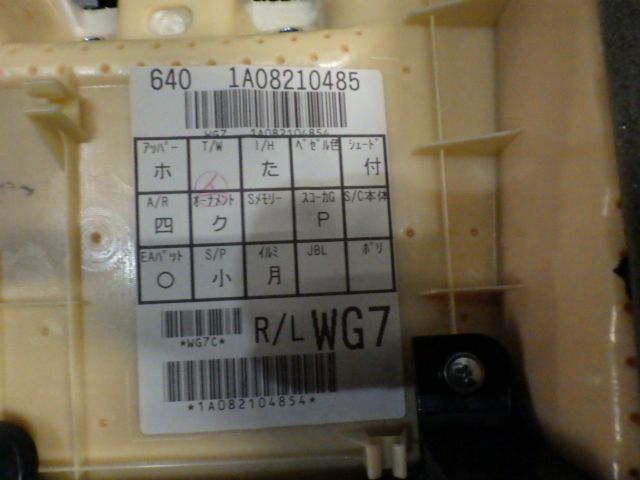 640 1A08210485
WG7 1A082104854
アッパー T/W I/H ベゼル色 シェード
ホ た 付
A/R オーナメント Sメモリー スコーカG S/C本体
四 ク P
EAパット S/P イルミ JBL ポリ
○ 小 月
*WG7C* R/L WG7
*1A082104854*